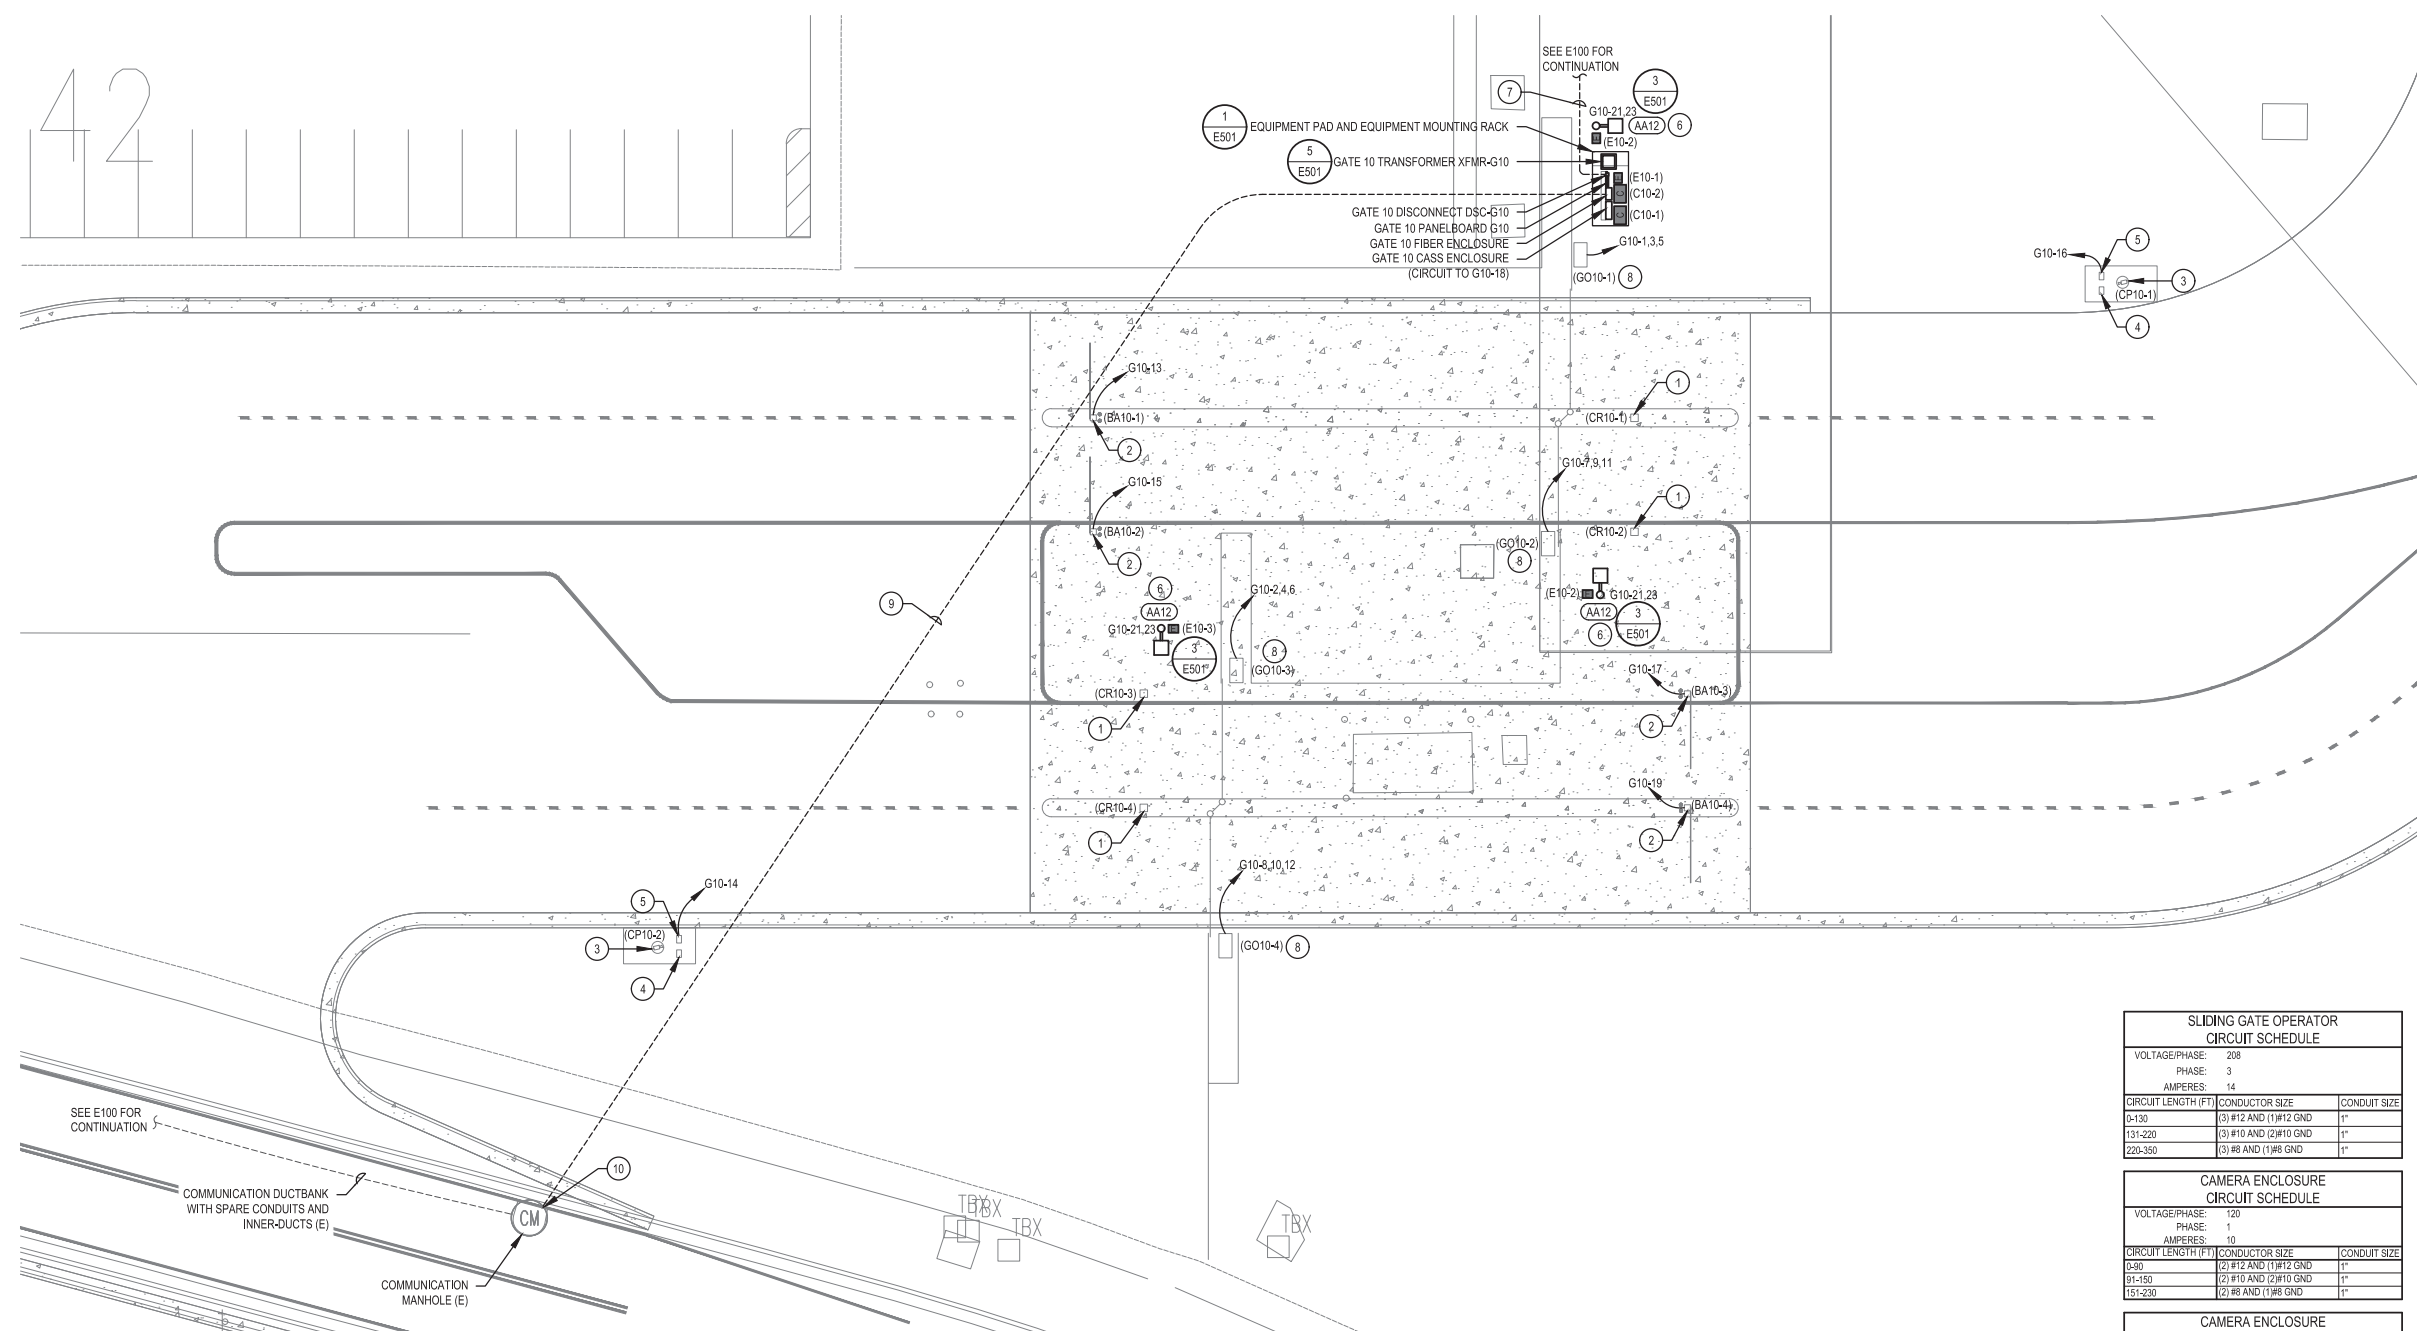 42
SEE E100 FOR
CONTINUATION
7
3
E501
G10-21,23
AA12
6
(E10-2)
1
E501
EQUIPMENT PAD AND EQUIPMENT MOUNTING RACK
5
E501
GATE 10 TRANSFORMER XFMR-G10
E
(E10-1)
C
(C10-2)
C
(C10-1)
GATE 10 DISCONNECT DSC-G10
GATE 10 PANELBOARD G10
GATE 10 FIBER ENCLOSURE
GATE 10 CASS ENCLOSURE
(CIRCUIT TO G10-18)
G10-1,3,5
(GO10-1)
8
G10-16
5
3
(CP10-1)
4
G10-13
(BA10-1)
2
(CR10-1)
1
G10-15
(BA10-2)
2
G10-7,9,11
1
(CR10-2)
(GO10-2)
8
9
6
AA12
G10-21,23
(E10-3)
3
E501
G10-2,4,6
8
(GO10-3)
(E10-2)
G10-21,23
AA12
6
3
E501
(CR10-3)
1
G10-17
(BA10-3)
2
(CR10-4)
1
G10-19
(BA10-4)
2
G10-14
5
(CP10-2)
3
4
G10-8,10,12
(GO10-4)
8
SEE E100 FOR
CONTINUATION
COMMUNICATION DUCTBANK
WITH SPARE CONDUITS AND
INNER-DUCTS (E)
10
CM
COMMUNICATION
MANHOLE (E)
TBX
TBX
TBX
TBX
SLIDING GATE OPERATOR
CIRCUIT SCHEDULE
VOLTAGE/PHASE: 208
PHASE: 3
AMPERES: 14
CIRCUIT LENGTH (FT) CONDUCTOR SIZE CONDUIT SIZE
0-130 (3) #12 AND (1)#12 GND 1"
131-220 (3) #10 AND (2)#10 GND 1"
220-350 (3) #8 AND (1)#8 GND 1"
CAMERA ENCLOSURE
CIRCUIT SCHEDULE
VOLTAGE/PHASE: 120
PHASE: 1
AMPERES: 10
CIRCUIT LENGTH (FT) CONDUCTOR SIZE CONDUIT SIZE
0-90 (2) #12 AND (1)#12 GND 1"
91-150 (2) #10 AND (2)#10 GND 1"
151-230 (2) #8 AND (1)#8 GND 1"
CAMERA ENCLOSURE